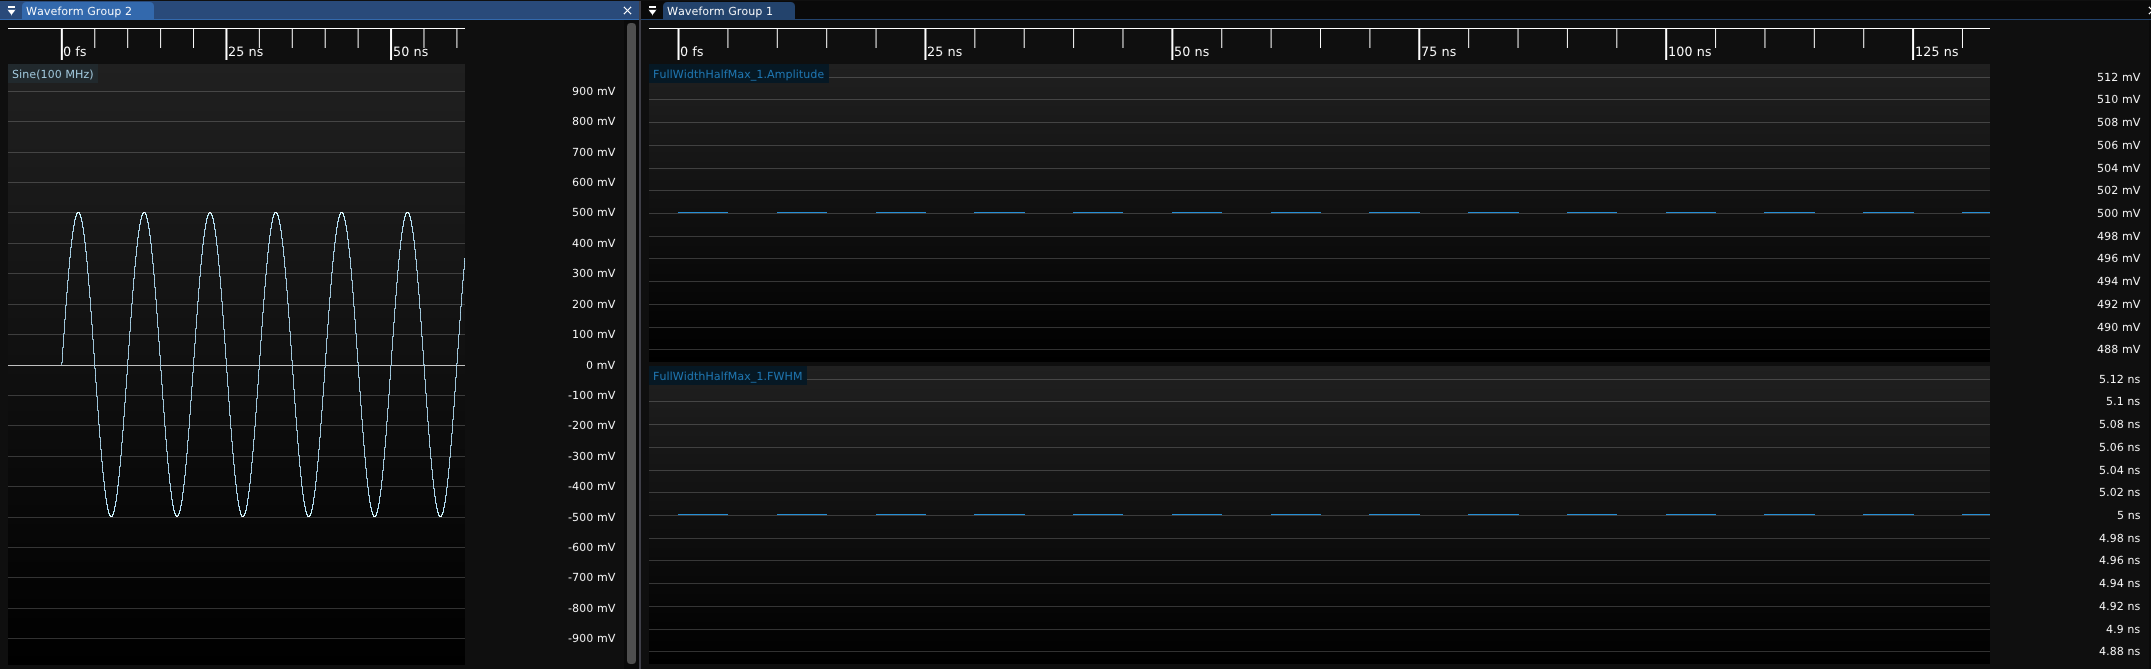 Waveform Group 2
0 fs 25 ns 50 ns
Sine(100 MHz)
900 mV
800 mV
700 mV
600 mV
500 mV
400 mV
300 mV
200 mV
100 mV
0 mV
-100 mV
-200 mV
-300 mV
-400 mV
-500 mV
-600 mV
-700 mV
-800 mV
-900 mV
Waveform Group 1
0 fs 25 ns 50 ns 75 ns 100 ns 125 ns
FullWidthHalfMax_1.Amplitude
512 mV
510 mV
508 mV
506 mV
504 mV
502 mV
500 mV
498 mV
496 mV
494 mV
492 mV
490 mV
488 mV
FullWidthHalfMax_1.FWHM
5.12 ns
5.1 ns
5.08 ns
5.06 ns
5.04 ns
5.02 ns
5 ns
4.98 ns
4.96 ns
4.94 ns
4.92 ns
4.9 ns
4.88 ns